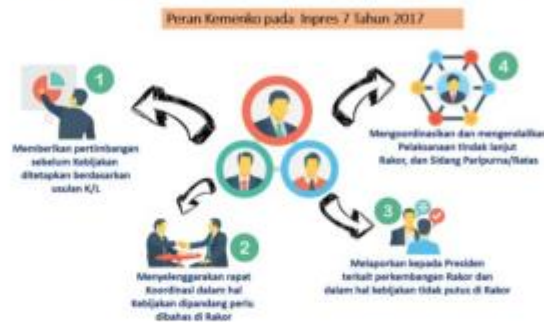 Peran Kemenko pada Inpres 7 Tahun 2017
1
Memberikan pertimbangan
sebelum Kebijakan
ditetapkan berdasarkan
usulan K/L
2
Menyelenggarakan rapat
Koordinasi dalam hal
Kebijakan dipandang perlu
dibahas di Rakor
3
Melaporkan kepada Presiden
terkait perkembangan Rakor dan
dalam hal kebijakan tidak putus di Rakor
4
Mengoordinasikan dan mengendalikan
Pelaksanaan tindak lanjut
Rakor, dan Sidang Paripurna/Ratas